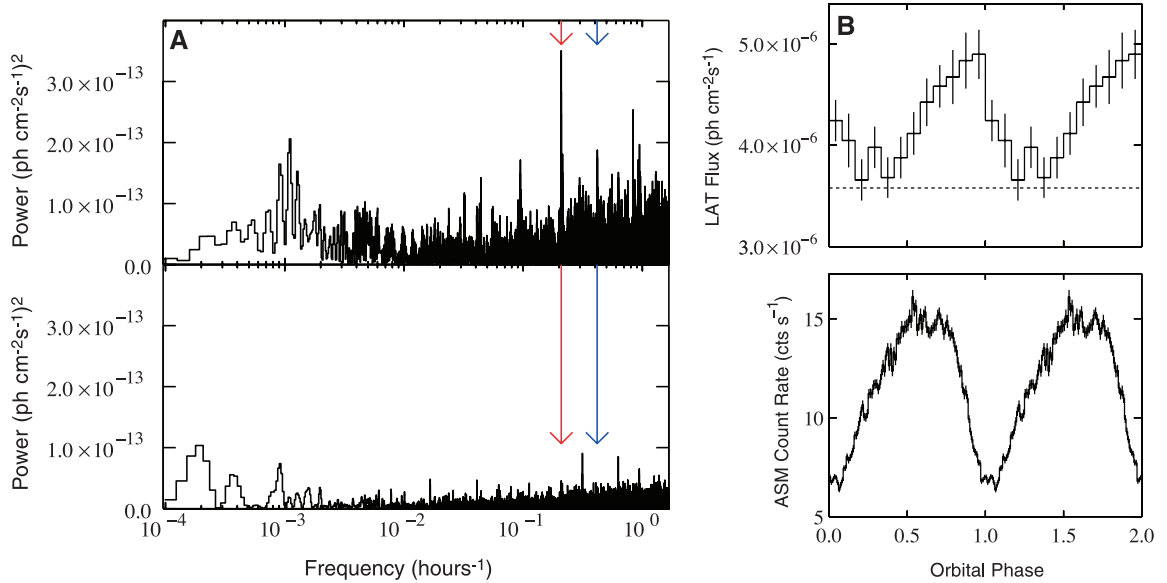 A
Power (ph cm⁻²s⁻¹)²
3.0×10⁻¹³
2.0×10⁻¹³
1.0×10⁻¹³
0.0
Power (ph cm⁻²s⁻¹)²
3.0×10⁻¹³
2.0×10⁻¹³
1.0×10⁻¹³
0.0
10⁻⁴ 10⁻³ 10⁻² 10⁻¹ 10⁰
Frequency (hours⁻¹)
B
LAT Flux (ph cm⁻²s⁻¹)
5.0×10⁻⁶
4.0×10⁻⁶
3.0×10⁻⁶
ASM Count Rate (cts s⁻¹)
15
10
5
0.0 0.5 1.0 1.5 2.0
Orbital Phase